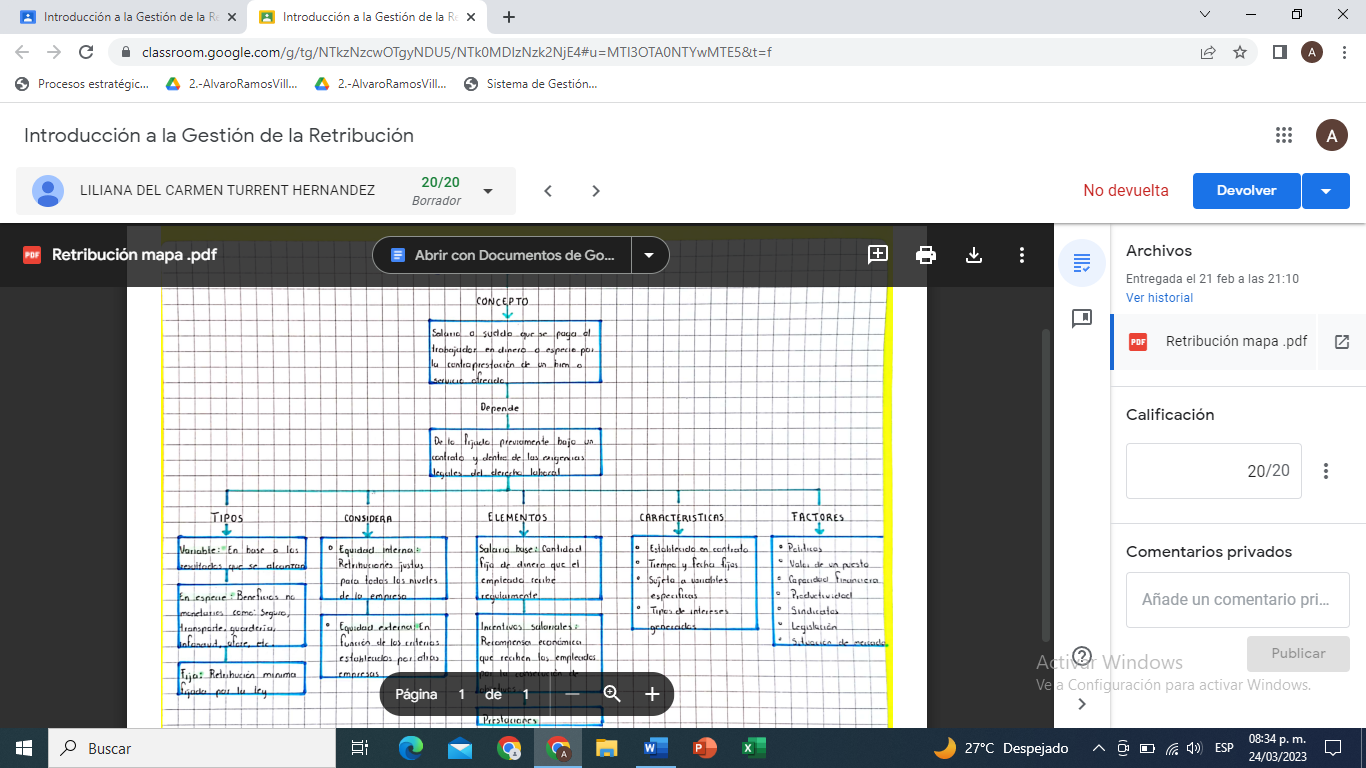 Introducción a la Gestión de la Re
Introducción a la Gestión de la Re
classroom.google.com/g/tg/NTkzNzcwOTgyNDU5/NTk0MDIzNzk2NjE4#u=MTI3OTA0NTYwMTE5&t=f
A
Procesos estratégic...
2.-AlvaroRamosVill...
2.-AlvaroRamosVill...
Sistema de Gestión...
Introducción a la Gestión de la Retribución
A
LILIANA DEL CARMEN TURRENT HERNANDEZ
20/20
Borrador
No devuelta
Devolver
PDF
Retribución mapa .pdf
Abrir con Documentos de Go...
CONCEPTO
Salario o sueldo que se paga al
trabajador en dinero o especie por
la contraprestación de un bien o
servicio ofrecido
Depende
De lo fijado previamente bajo un
contrato y dentro de las exigencias
legales del derecho laboral
TIPOS
Variable: En base a los
resultados que se alcanzan
En especie: Beneficios no
monetarios como: Seguro,
transporte, guardería,
infonavit, afore, etc.
Fija: Retribución mínima
fijada por la ley
CONSIDERA
Equidad interna:
Retribuciones justas
para todos los niveles
de la empresa
Equidad externa: En
función de los criterios
establecidos por otras
empresas
ELEMENTOS
Salario base: Cantidad
fija de dinero que el
empleado recibe
regularmente
Incentivos salariales:
Recompensa económica
que reciben los empleados
por la consecución de
Prestaciones
CARACTERISTICAS
Establecido en contrato
Tiempo y fecha fijos
Sujeto a variables
específicas
Tipos de intereses
generados
FACTORES
Políticas
Valor de un puesto
Capacidad financiera
Productividad
Sindicatos
Legislación
Situación de mercado
Página 1 de 1
Archivos
Entregada el 21 feb a las 21:10
Ver historial
PDF
Retribución mapa .pdf
Calificación
20/20
Comentarios privados
Añade un comentario pri...
Publicar
Activar Windows
Ve a Configuración para activar Windows.
Buscar
A
27°C Despejado
ESP
08:34 p. m.
24/03/2023